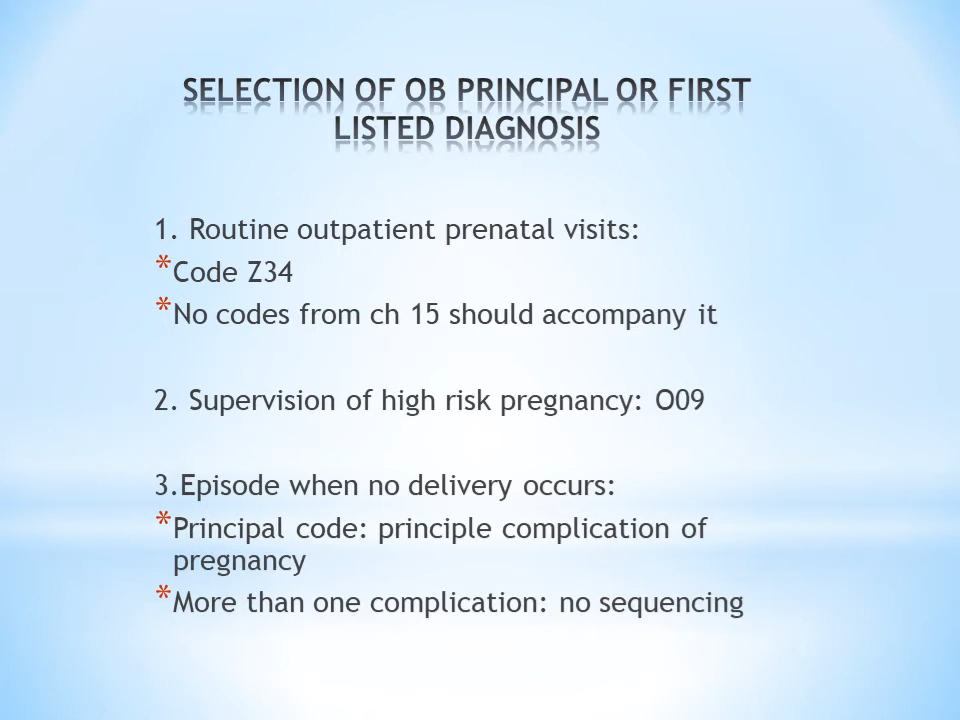 SELECTION OF OB PRINCIPAL OR FIRST
LISTED DIAGNOSIS
1. Routine outpatient prenatal visits:
*Code Z34
*No codes from ch 15 should accompany it
2. Supervision of high risk pregnancy: O09
3.Episode when no delivery occurs:
*Principal code: principle complication of
pregnancy
*More than one complication: no sequencing